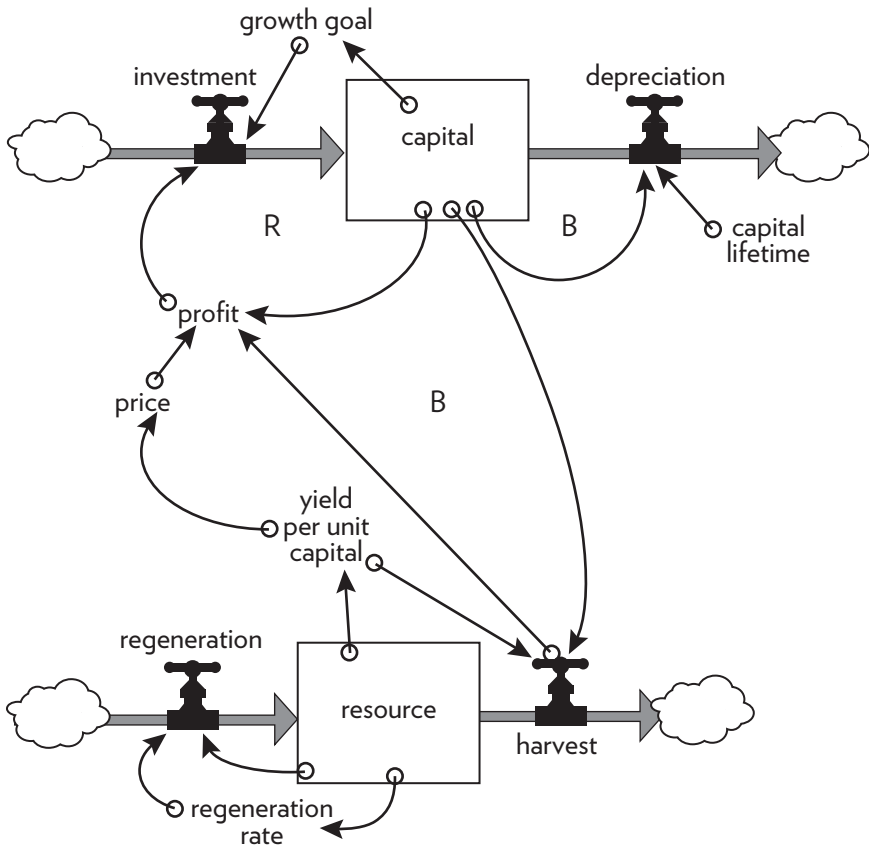 growth goal
investment
depreciation
capital
R
B
capital
lifetime
profit
price
B
yield
per unit
capital
regeneration
resource
harvest
regeneration
rate